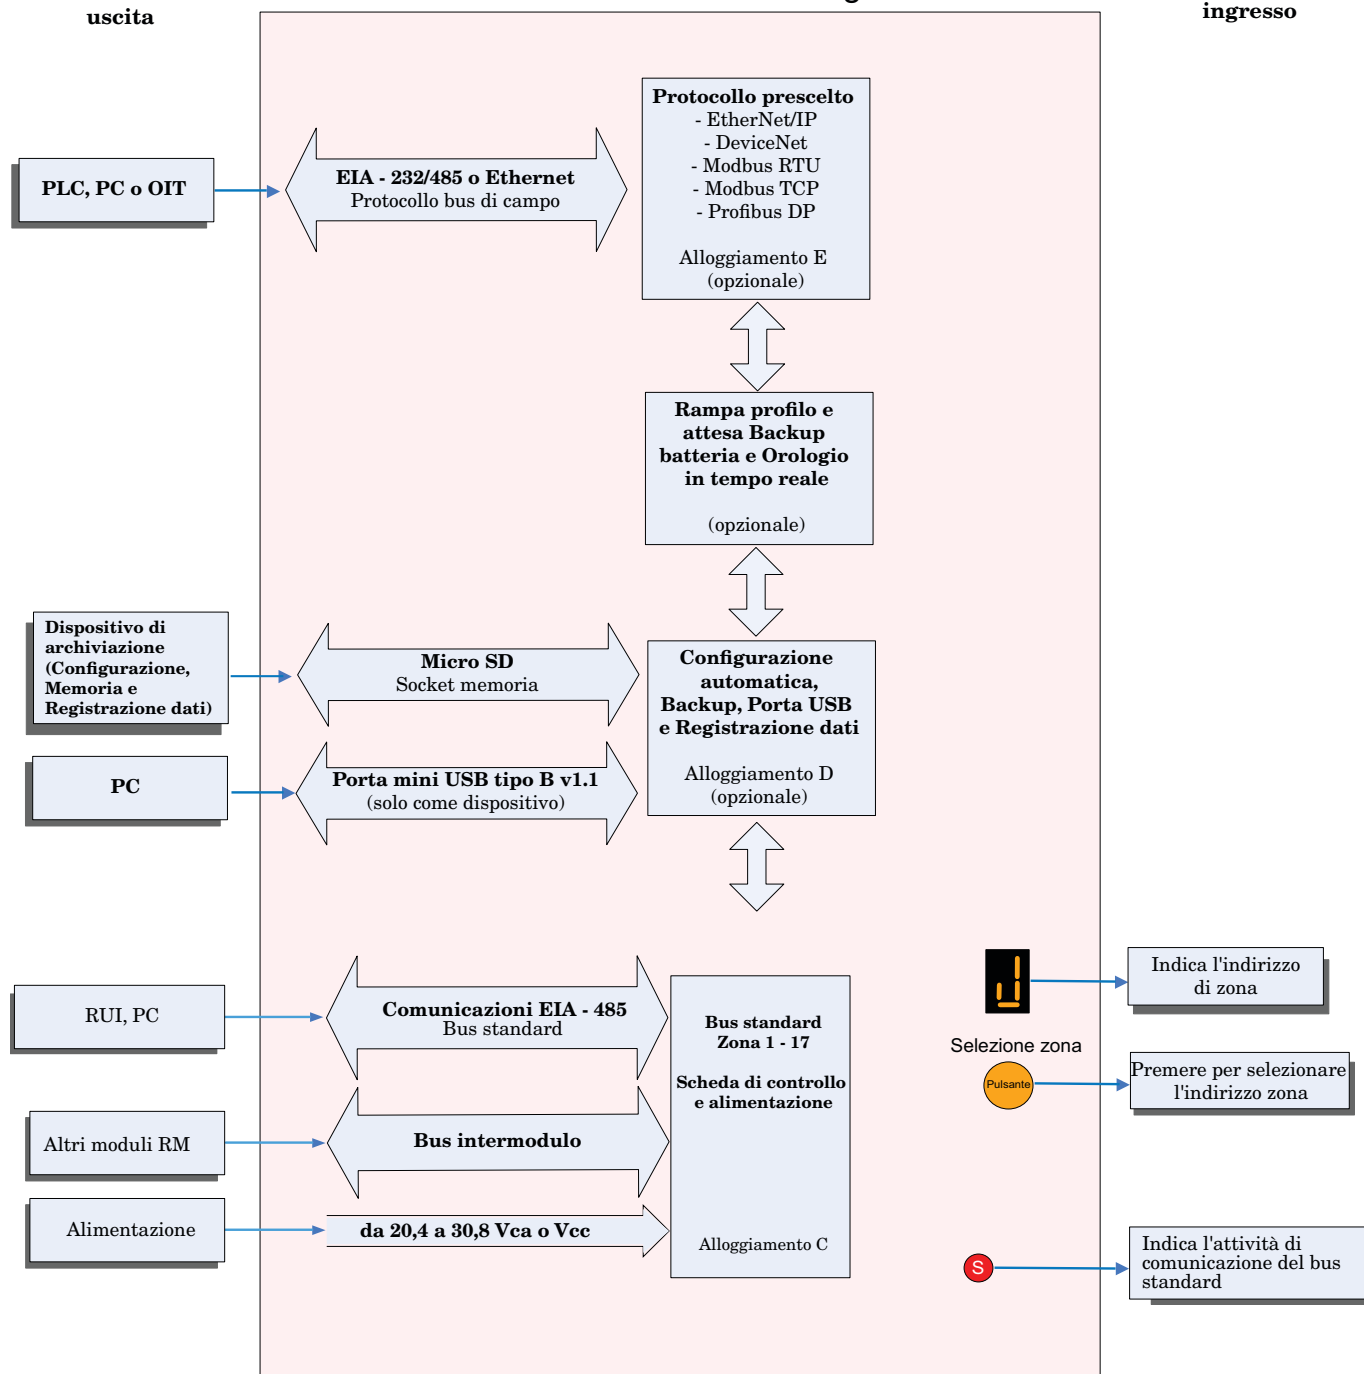 uscita
ingresso
Protocollo prescelto
- EtherNet/IP
- DeviceNet
- Modbus RTU
- Modbus TCP
- Profibus DP
Alloggiamento E
(opzionale)
PLC, PC o OIT
EIA - 232/485 o Ethernet
Protocollo bus di campo
Rampa profilo e
attesa Backup
batteria e Orologio
in tempo reale
(opzionale)
Dispositivo di
archiviazione
(Configurazione,
Memoria e
Registrazione dati)
Micro SD
Socket memoria
Configurazione
automatica,
Backup, Porta USB
e Registrazione dati
Alloggiamento D
(opzionale)
PC
Porta mini USB tipo B v1.1
(solo come dispositivo)
RUI, PC
Comunicazioni EIA - 485
Bus standard
Bus standard
Zona 1 - 17
Scheda di controllo
e alimentazione
Alloggiamento C
Indica l'indirizzo
di zona
Selezione zona
Pulsante
Premere per selezionare
l'indirizzo zona
Altri moduli RM
Bus intermodulo
Alimentazione
da 20,4 a 30,8 Vca o Vcc
S
Indica l'attività di
comunicazione del bus
standard